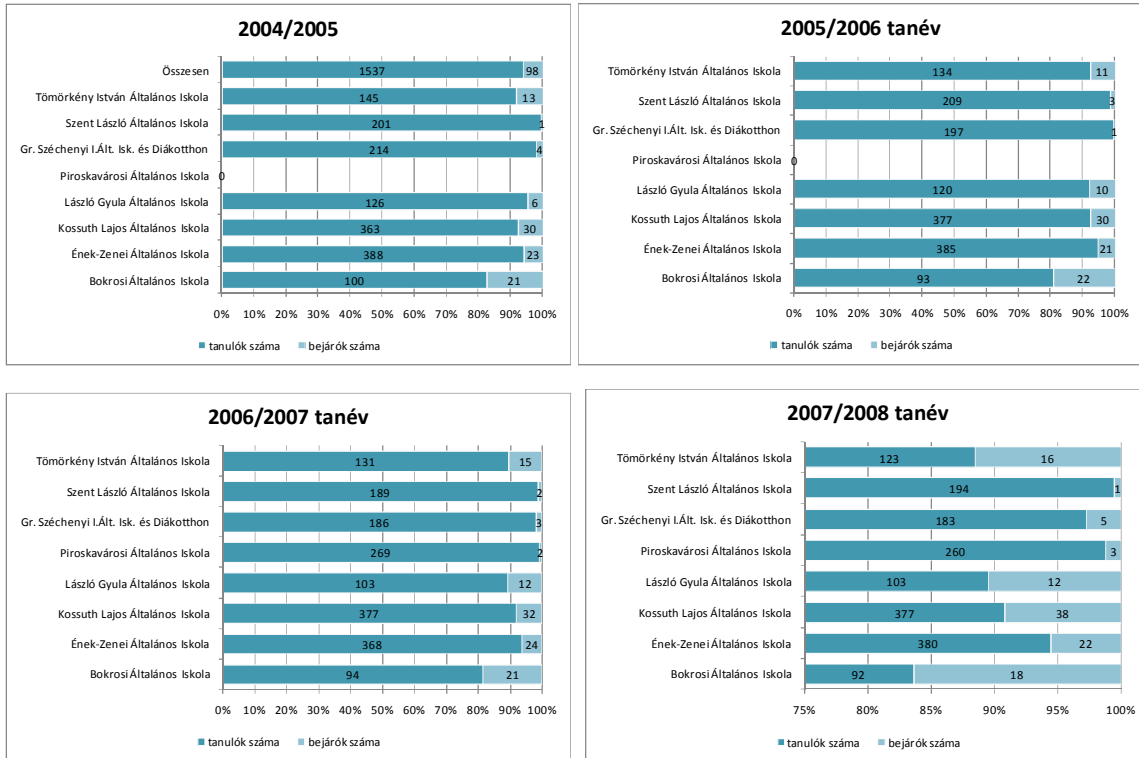 2004/2005
Összesen 1537 98
Tömörkény István Általános Iskola 145 13
Szent László Általános Iskola 201 1
Gr. Széchenyi I.Ált. Isk. és Diákotthon 214 4
Piroskavárosi Általános Iskola 0
László Gyula Általános Iskola 126 6
Kossuth Lajos Általános Iskola 363 30
Ének-Zenei Általános Iskola 388 23
Bokrosi Általános Iskola 100 21
0% 10% 20% 30% 40% 50% 60% 70% 80% 90% 100%
tanulók száma bejárók száma
2005/2006 tanév
Tömörkény István Általános Iskola 134 11
Szent László Általános Iskola 209 3
Gr. Széchenyi I.Ált. Isk. és Diákotthon 197 1
Piroskavárosi Általános Iskola 0
László Gyula Általános Iskola 120 10
Kossuth Lajos Általános Iskola 377 30
Ének-Zenei Általános Iskola 385 21
Bokrosi Általános Iskola 93 22
0% 10% 20% 30% 40% 50% 60% 70% 80% 90% 100%
tanulók száma bejárók száma
2006/2007 tanév
Tömörkény István Általános Iskola 131 15
Szent László Általános Iskola 189 2
Gr. Széchenyi I.Ált. Isk. és Diákotthon 186 3
Piroskavárosi Általános Iskola 269 2
László Gyula Általános Iskola 103 12
Kossuth Lajos Általános Iskola 377 32
Ének-Zenei Általános Iskola 368 24
Bokrosi Általános Iskola 94 21
0% 10% 20% 30% 40% 50% 60% 70% 80% 90% 100%
tanulók száma bejárók száma
2007/2008 tanév
Tömörkény István Általános Iskola 123 16
Szent László Általános Iskola 194 1
Gr. Széchenyi I.Ált. Isk. és Diákotthon 183 5
Piroskavárosi Általános Iskola 260 3
László Gyula Általános Iskola 103 12
Kossuth Lajos Általános Iskola 377 38
Ének-Zenei Általános Iskola 380 22
Bokrosi Általános Iskola 92 18
75% 80% 85% 90% 95% 100%
tanulók száma bejárók száma